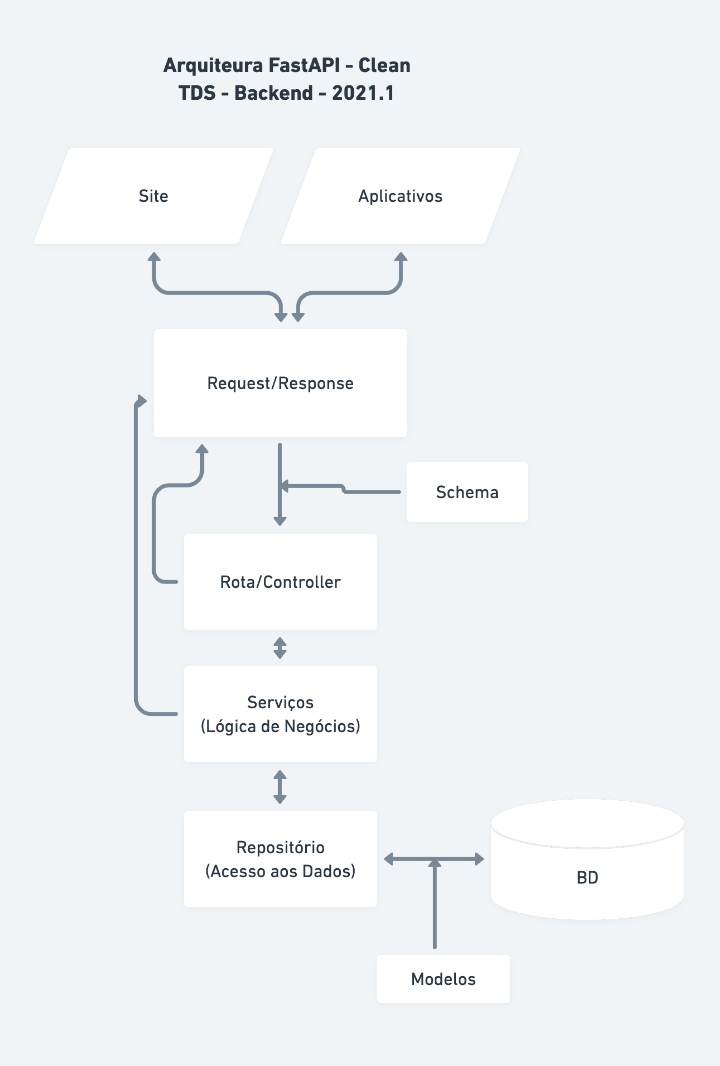 Arquiteura FastAPI - Clean
TDS - Backend - 2021.1
Site
Aplicativos
Request/Response
Schema
Rota/Controller
Serviços
(Lógica de Negócios)
Repositório
(Acesso aos Dados)
BD
Modelos